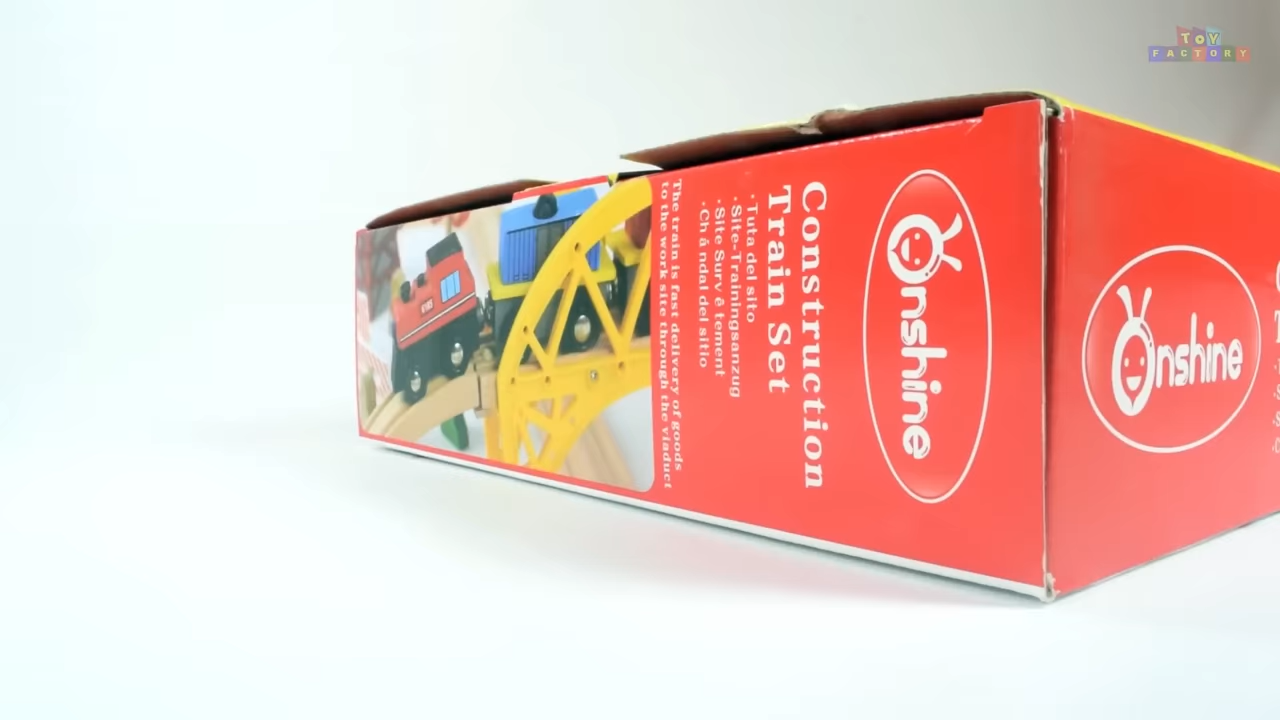 TOY
FACTORY
Onshine
Construction
Train Set
·Tuta del sito
·Site-Trainingsanzug
·Site Surv ê tement
·Ch á ndal del sitio
The train is fast delivery of goods
to the work site through the viaduct
Onshine